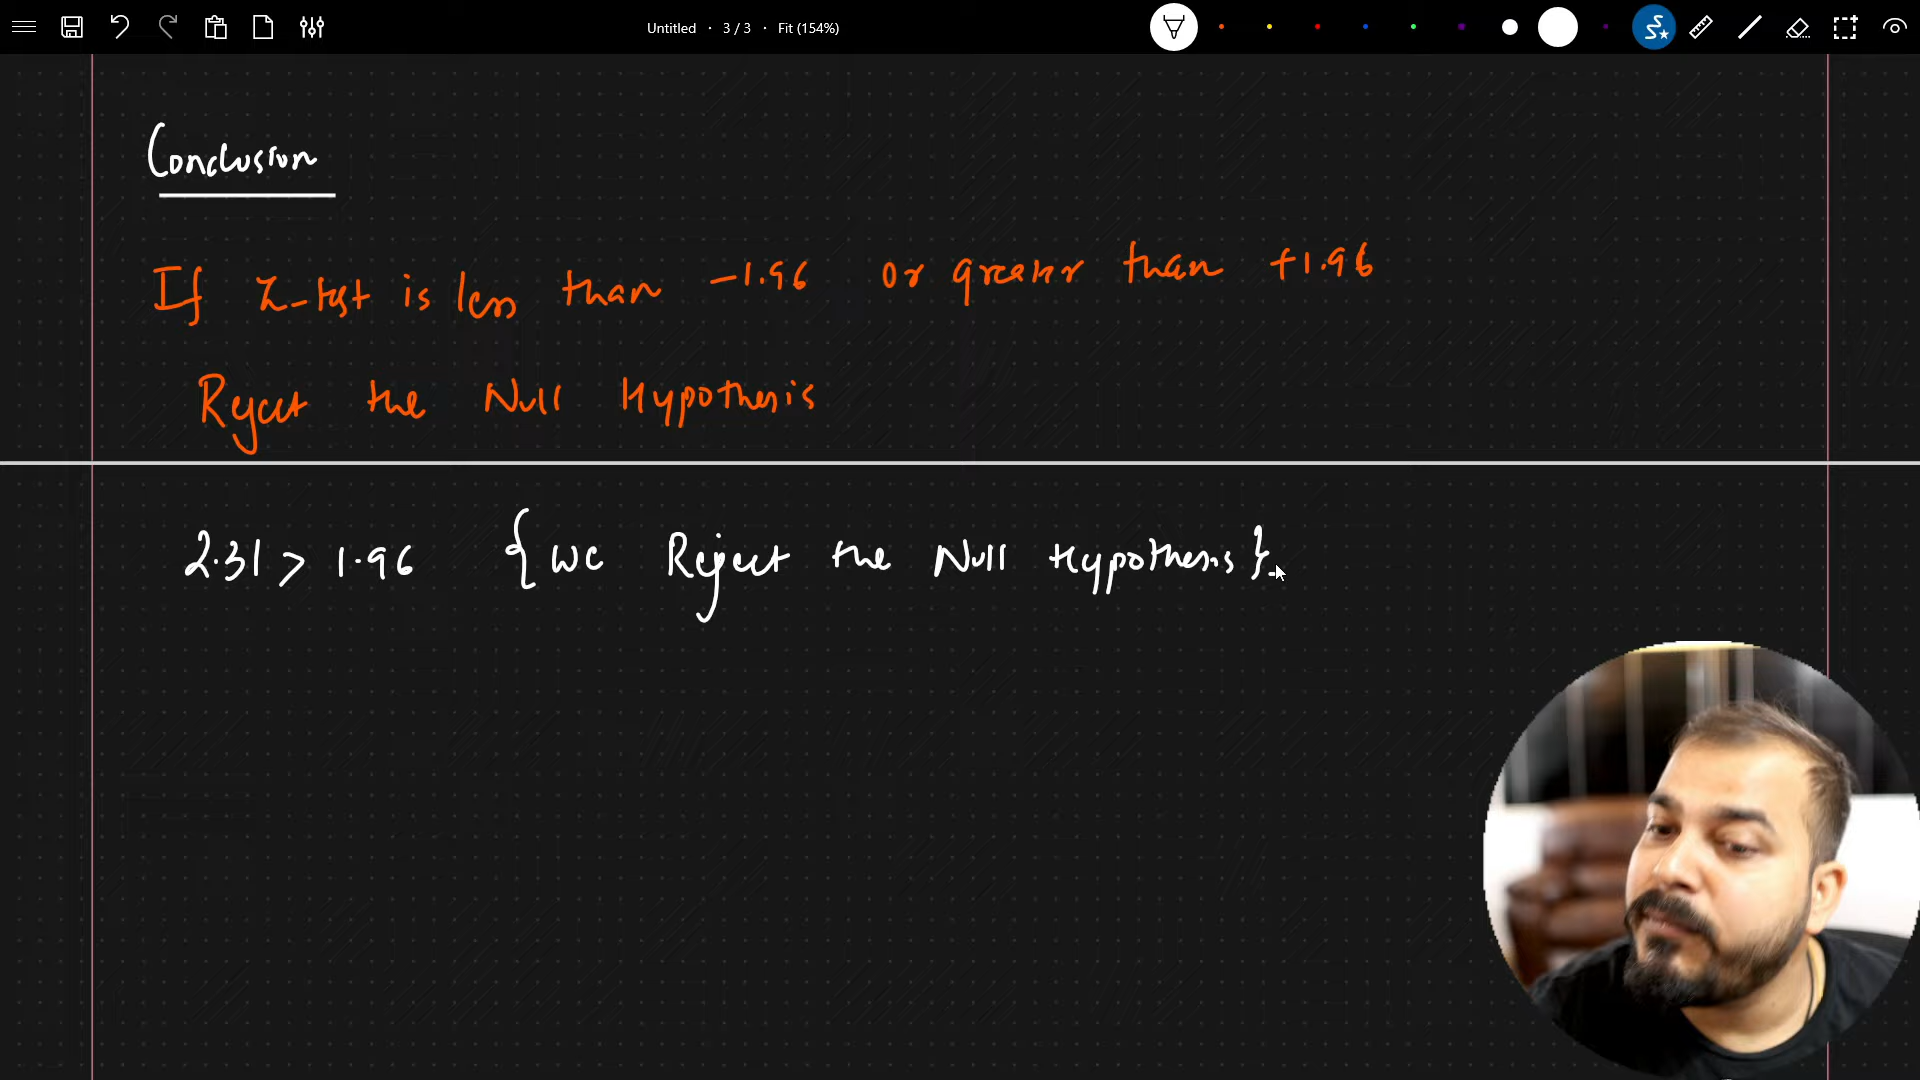 Untitled · 3 / 3 · Fit (154%)
Conclusion
If Z-test is less than -1.96 or greater than +1.96
Reject the Null Hypothesis
2.31 > 1.96 {we Reject the Null Hypothesis}.